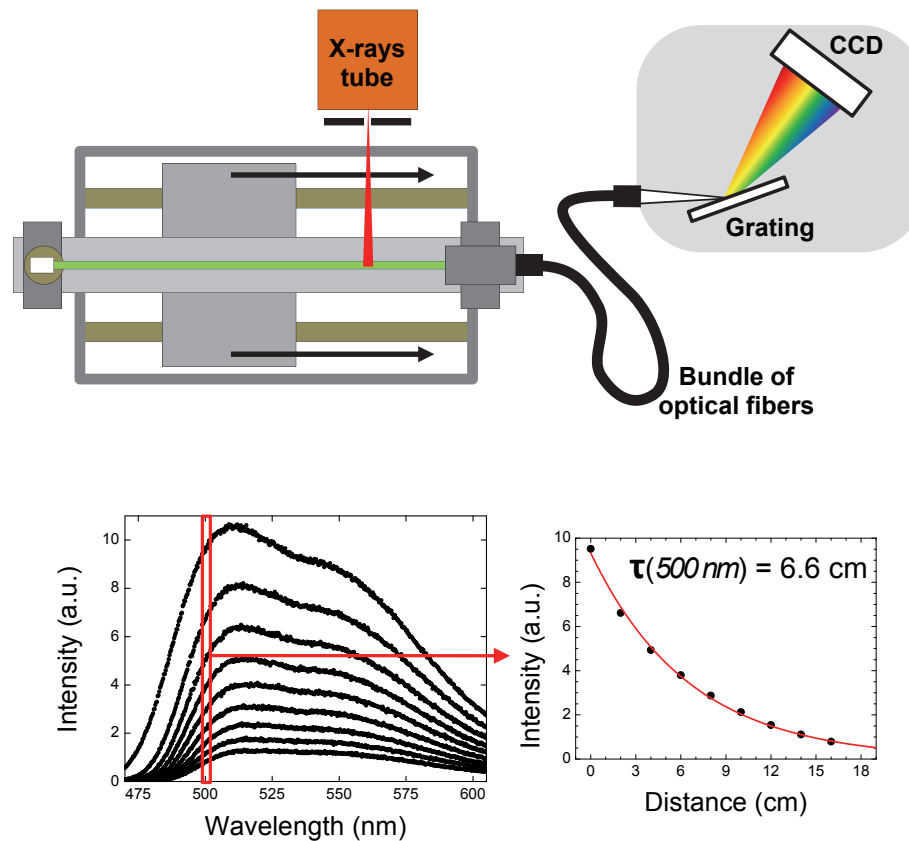 X-rays
tube
CCD
Grating
Bundle of
optical fibers
10
8
6
4
2
0
Intensity (a.u.)
475 500 525 550 575 600
Wavelength (nm)
τ(500 nm) = 6.6 cm
10
8
6
4
2
0
Intensity (a.u.)
0 3 6 9 12 15 18
Distance (cm)